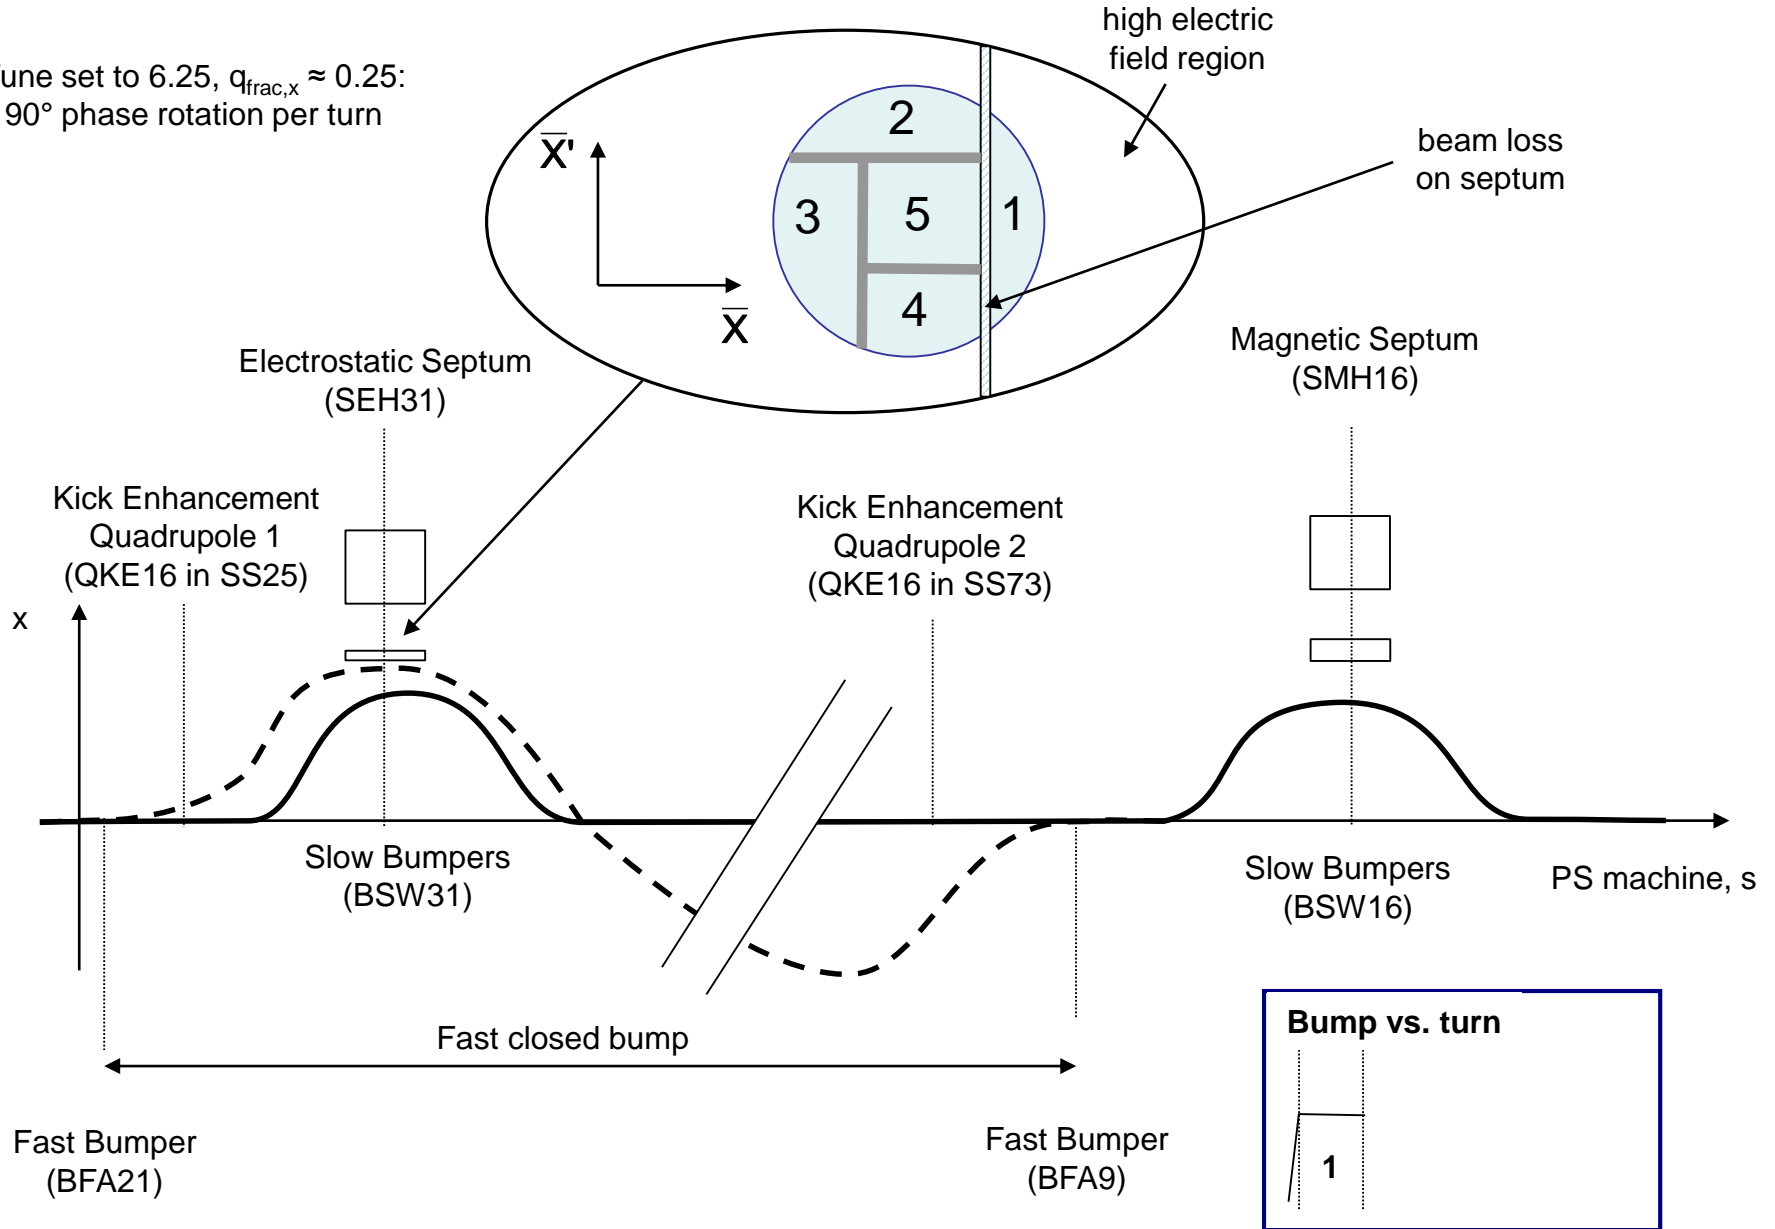 high electric
field region
une set to 6.25, qfrac,x ≈ 0.25:
90° phase rotation per turn
beam loss
on septum
x̅'
x̅
2
3
5
1
4
Electrostatic Septum
(SEH31)
Magnetic Septum
(SMH16)
Kick Enhancement
Quadrupole 1
(QKE16 in SS25)
Kick Enhancement
Quadrupole 2
(QKE16 in SS73)
x
Slow Bumpers
(BSW31)
Slow Bumpers
(BSW16)
PS machine, s
Fast closed bump
Bump vs. turn
1
Fast Bumper
(BFA21)
Fast Bumper
(BFA9)